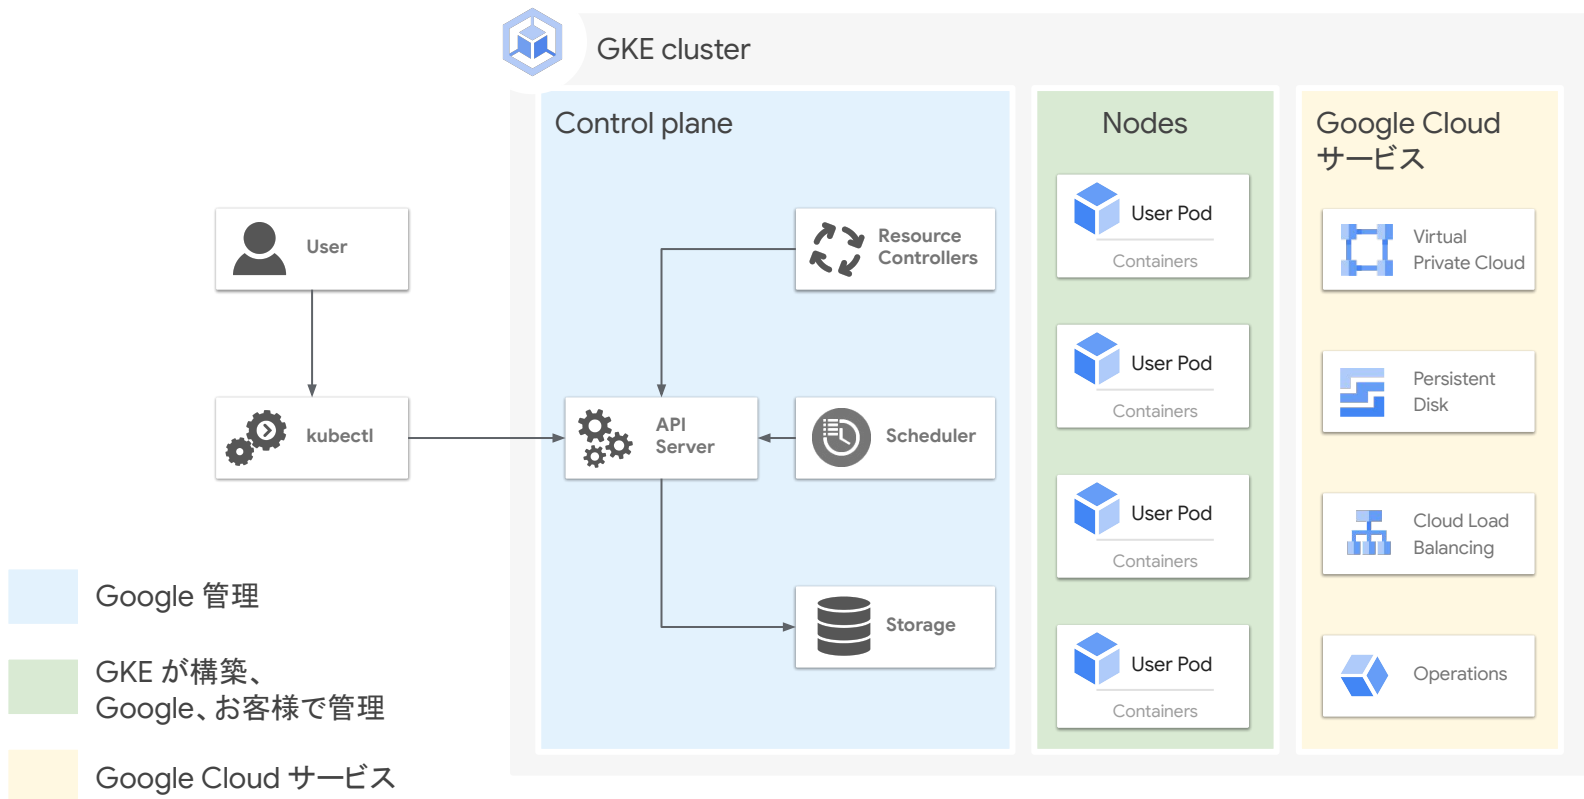 GKE cluster
Control plane
Nodes
Google Cloud
サービス
User
kubectl
Resource
Controllers
API
Server
Scheduler
Storage
User Pod
Containers
User Pod
Containers
User Pod
Containers
User Pod
Containers
Virtual
Private Cloud
Persistent
Disk
Cloud Load
Balancing
Operations
Google 管理
GKE が構築、
Google、お客様で管理
Google Cloud サービス